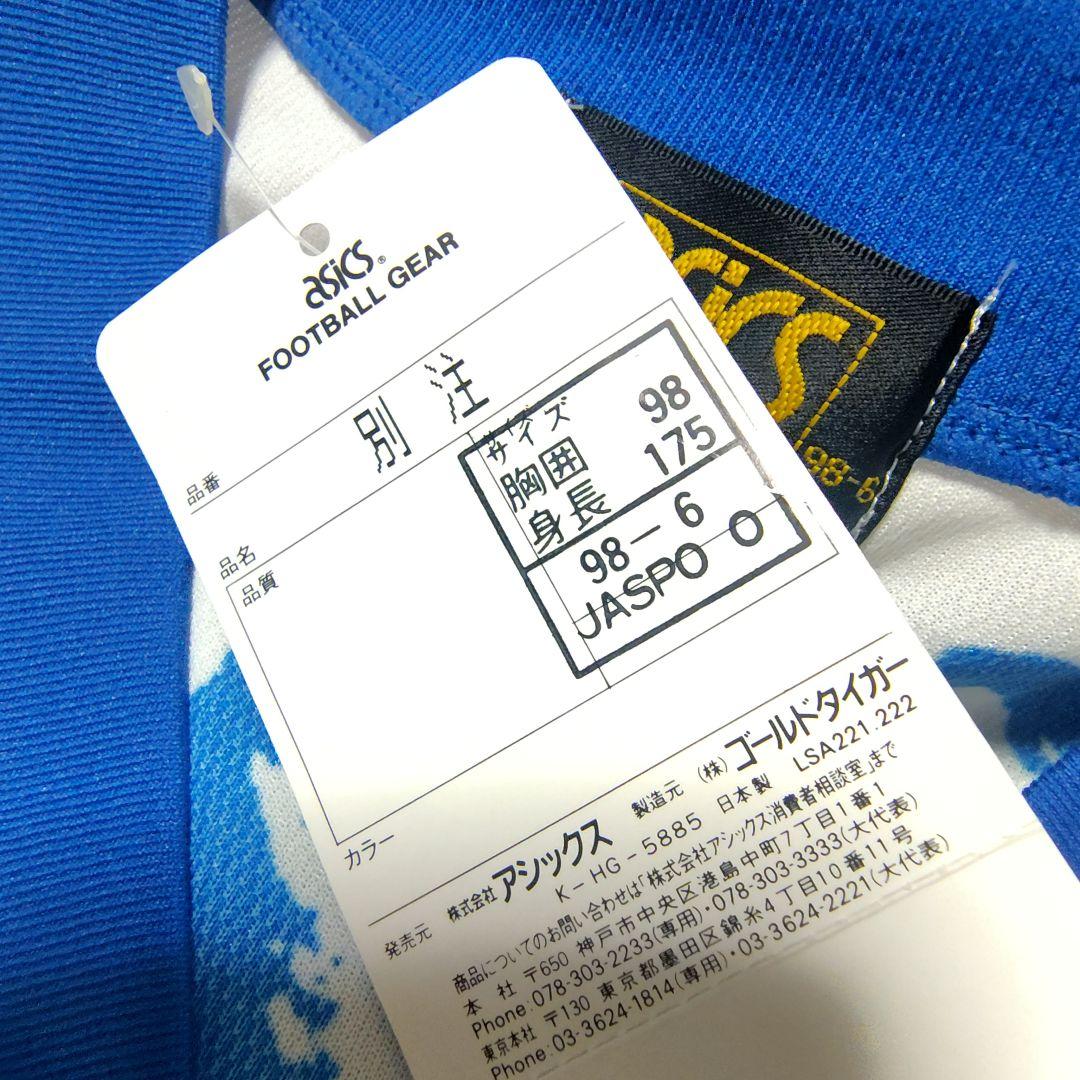 asics®
FOOTBALL GEAR
品番 別注
品名
品質
サイズ
胸囲 98
身長 175
98-6
JASPO O
カラー
製造元 (株)ゴールドタイガー
発売元 株式会社アシックス 日本製 LSA221.222
K-HG-5885
商品についてのお問い合わせは「株式会社アシックス消費者相談室」まで
本社 〒650 神戸市中央区港島中町7丁目1番1
Phone:078-303-2233(専用)・078-303-3333(大代表)
東京本社 〒130 東京都墨田区錦糸4丁目10番11号
Phone:03-3624-1814(専用)・03-3624-2221(大代表)
asics
98-6